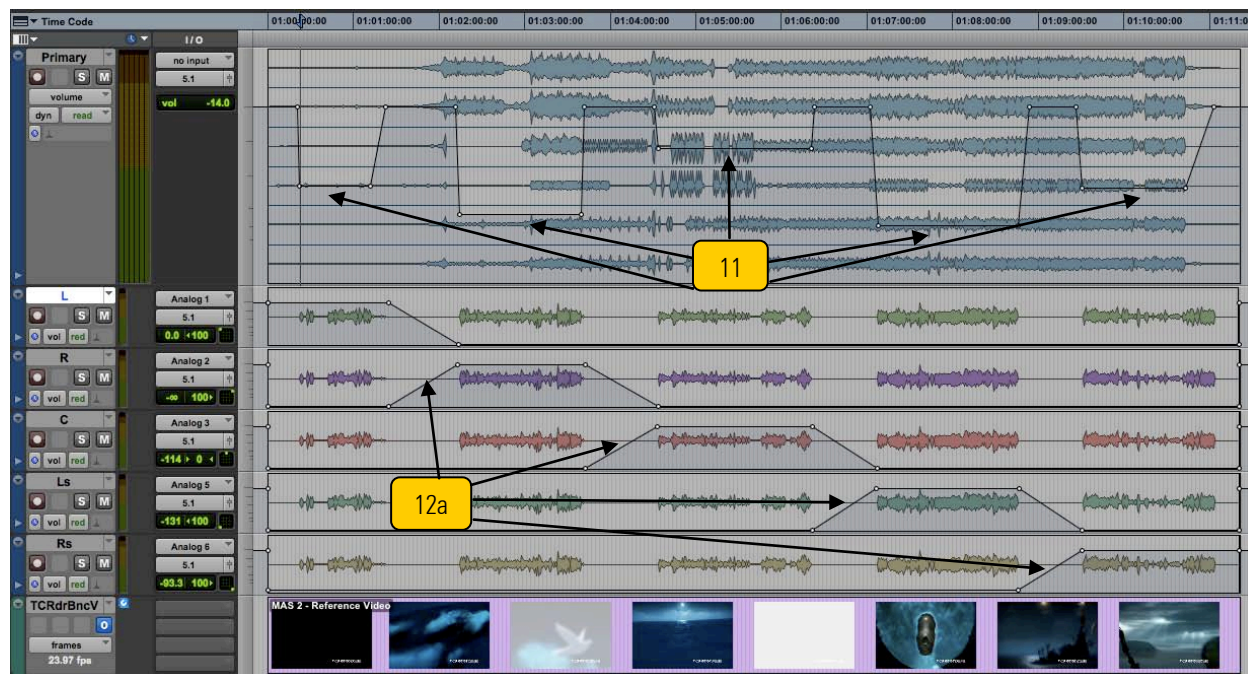 Time Code 01:00:00:00 01:01:00:00 01:02:00:00 01:03:00:00 01:04:00:00 01:05:00:00 01:06:00:00 01:07:00:00 01:08:00:00 01:09:00:00 01:10:00:00 01:11:0
I/O
Primary no input
S M 5.1
volume vol -14.0
dyn read
11
L Analog 1
S M 5.1
vol red 0.0 100
R Analog 2
S M 5.1
vol red -∞ 100
C Analog 3
S M 5.1
vol red -114 0
Ls Analog 5
S M 5.1
vol red -131 100
12a
Rs Analog 6
S M 5.1
vol red -93.3 100
TCRdrBncV MAS 2 - Reference Video
O
frames
23.97 fps